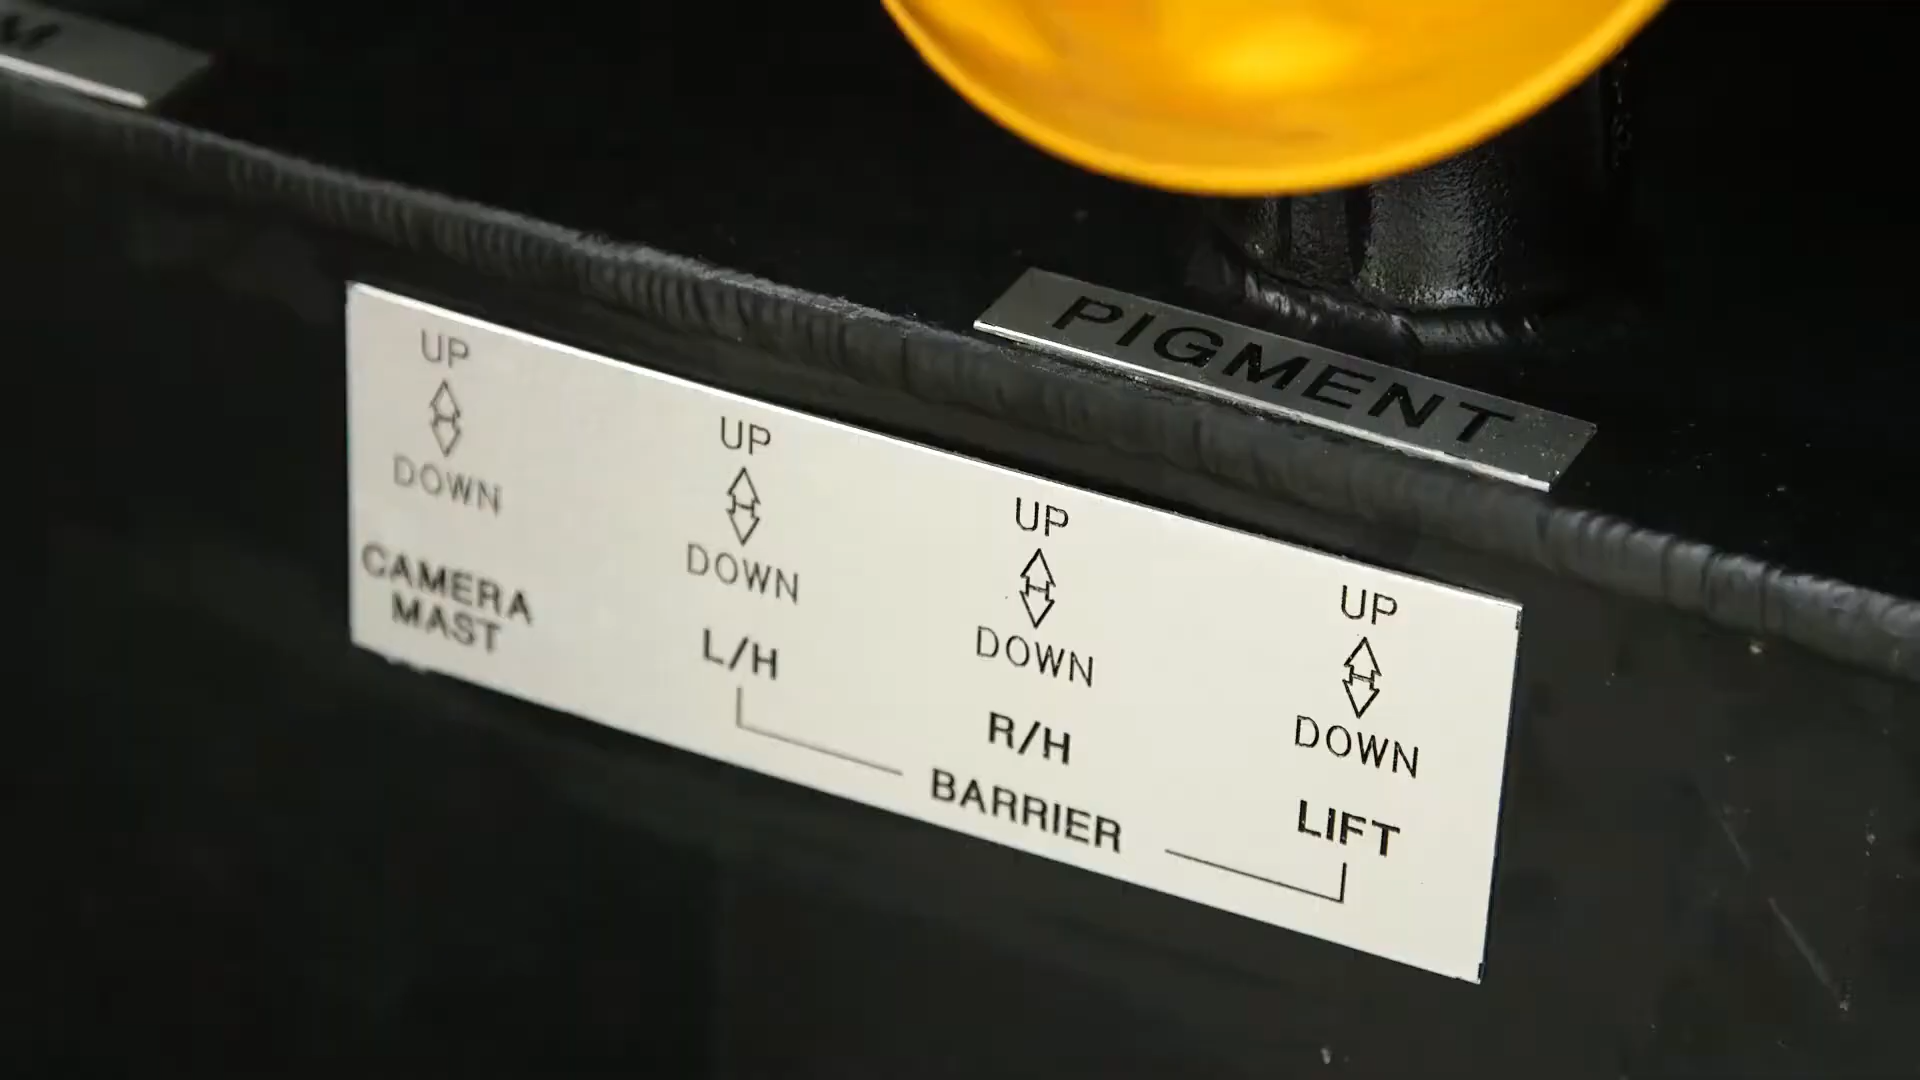 M
PIGMENT
UP
DOWN
CAMERA
MAST
UP
DOWN
L/H
UP
DOWN
R/H
UP
DOWN
LIFT
BARRIER